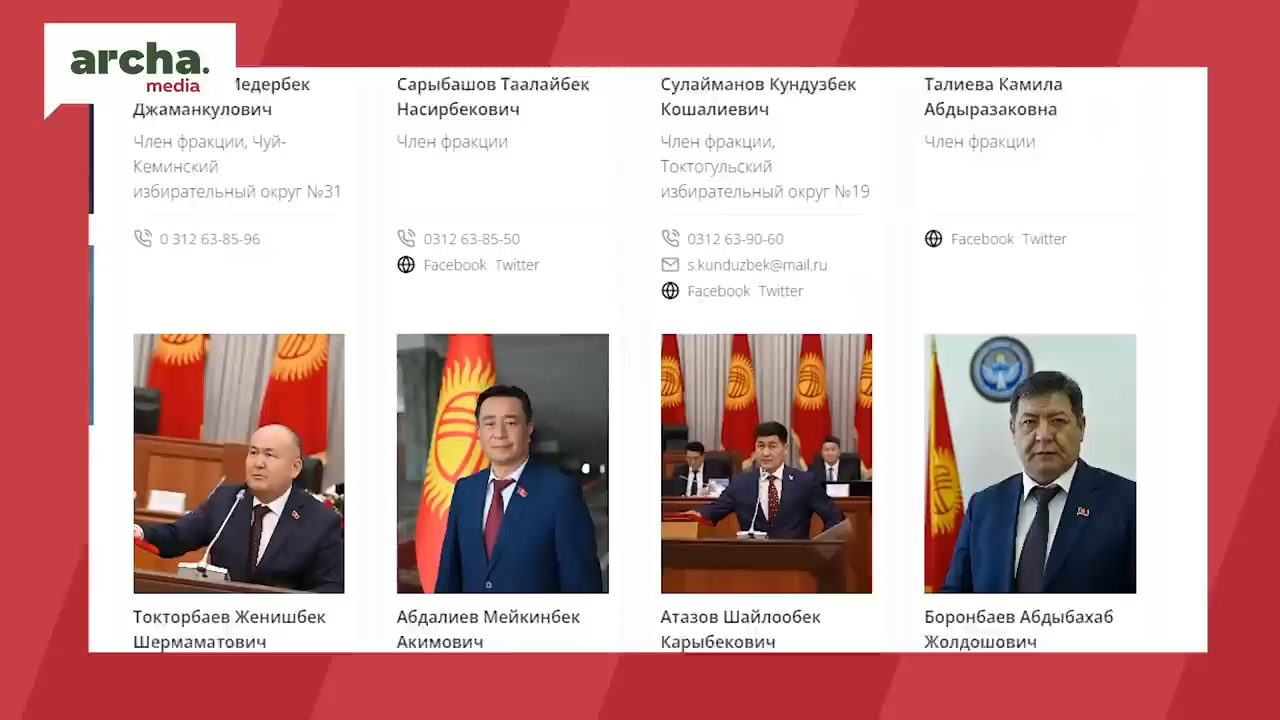 archa.
media
Медербек
Джаманкулович
Член фракции, Чуй-
Кеминский
избирательный округ №31
0 312 63-85-96
Сарыбашов Таалайбек
Насирбекович
Член фракции
0312 63-85-50
Facebook Twitter
Сулайманов Кундузбек
Кошалиевич
Член фракции,
Токтогульский
избирательный округ №19
0312 63-90-60
s.kunduzbek@mail.ru
Facebook Twitter
Талиева Камила
Абдыразаковна
Член фракции
Facebook Twitter
Токторбаев Женишбек
Шермаматович
Абдалиев Мейкинбек
Акимович
Атазов Шайлообек
Карыбекович
Боронбаев Абдыбахаб
Жолдошович